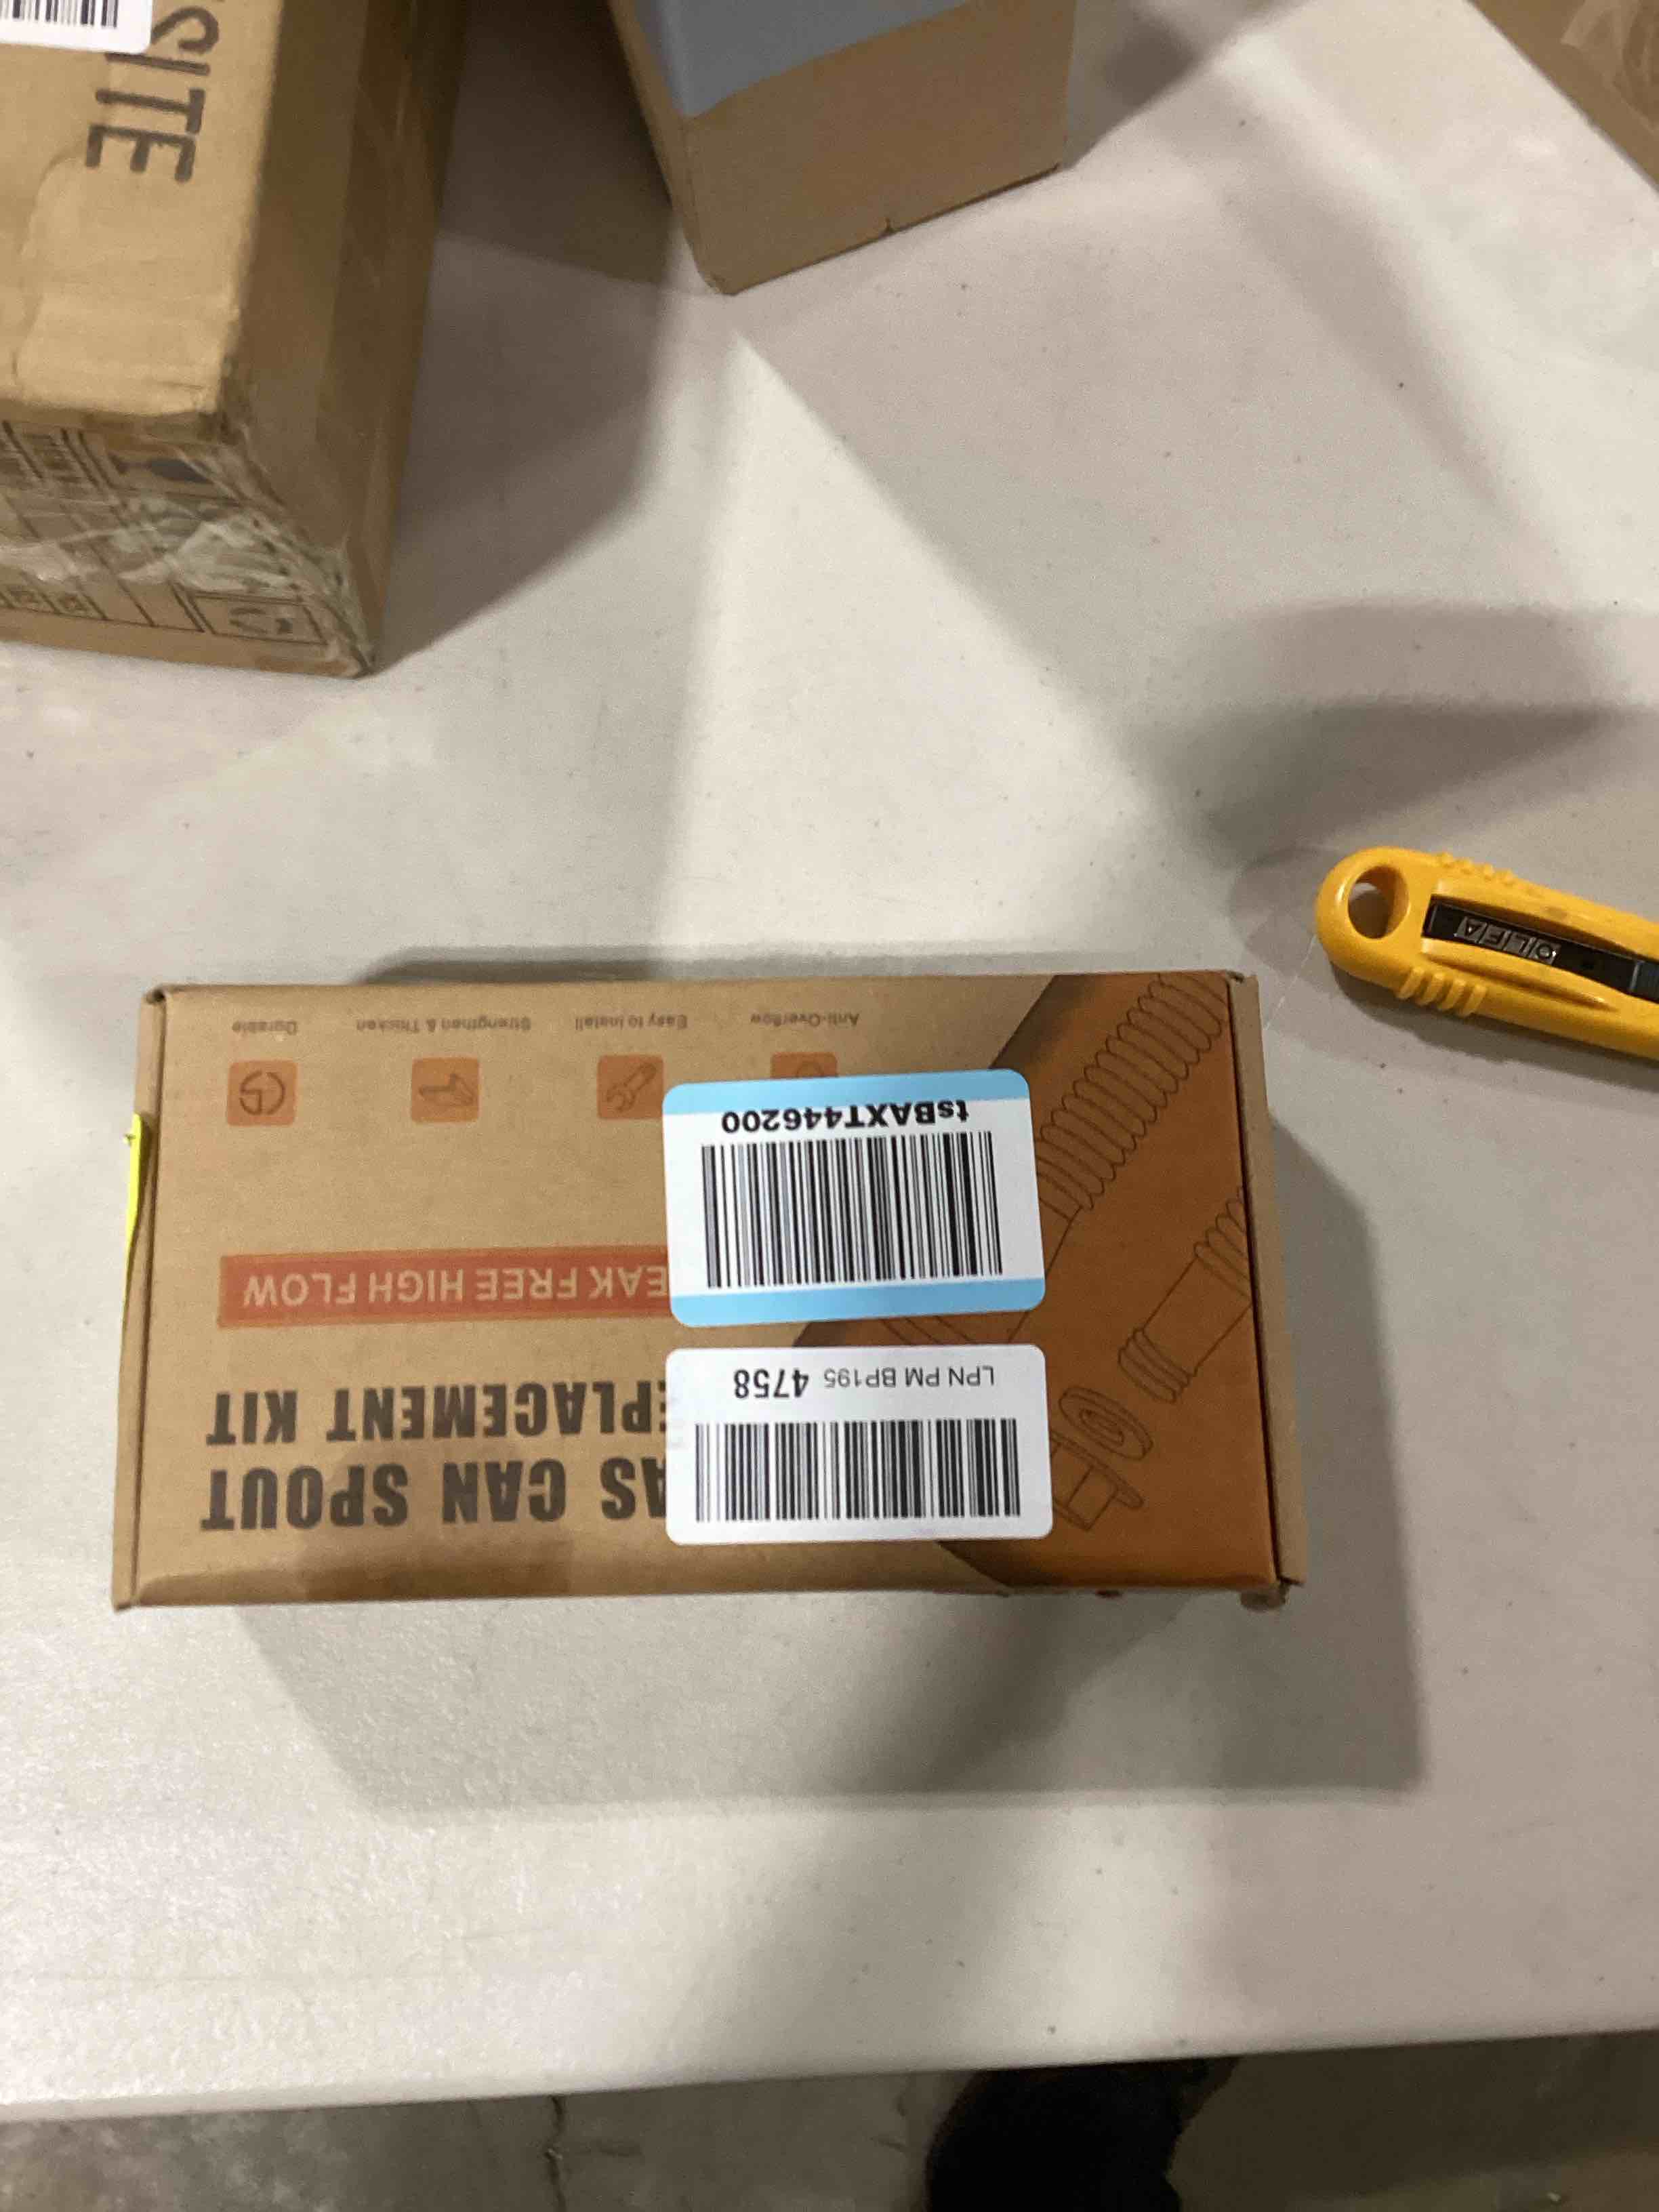 SITE
OLFA
AS CAN SPOUT
EPLACEMENT KIT
LPN PM BP195 4758
EAK FREE HIGH FLOW
tsBAXT446200
Anti-Overflow
Easy to install
Strengthen & Thicken
Durable